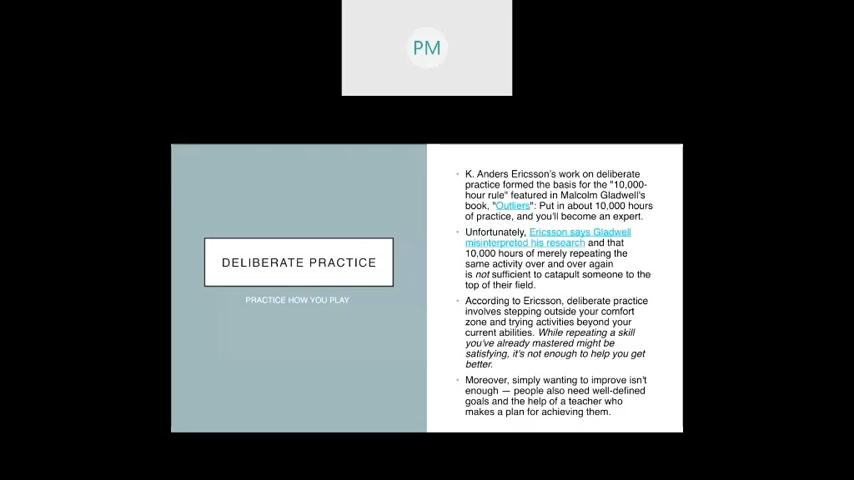 PM
DELIBERATE PRACTICE
PRACTICE HOW YOU PLAY
K. Anders Ericsson's work on deliberate
practice formed the basis for the "10,000-
hour rule" featured in Malcolm Gladwell's
book, "Outliers": Put in about 10,000 hours
of practice, and you'll become an expert.
Unfortunately, Ericsson says Gladwell
misinterpreted his research and that
10,000 hours of merely repeating the
same activity over and over again
is not sufficient to catapult someone to the
top of their field.
According to Ericsson, deliberate practice
involves stepping outside your comfort
zone and trying activities beyond your
current abilities. While repeating a skill
you've already mastered might be
satisfying, it's not enough to help you get
better.
Moreover, simply wanting to improve isn't
enough — people also need well-defined
goals and the help of a teacher who
makes a plan for achieving them.